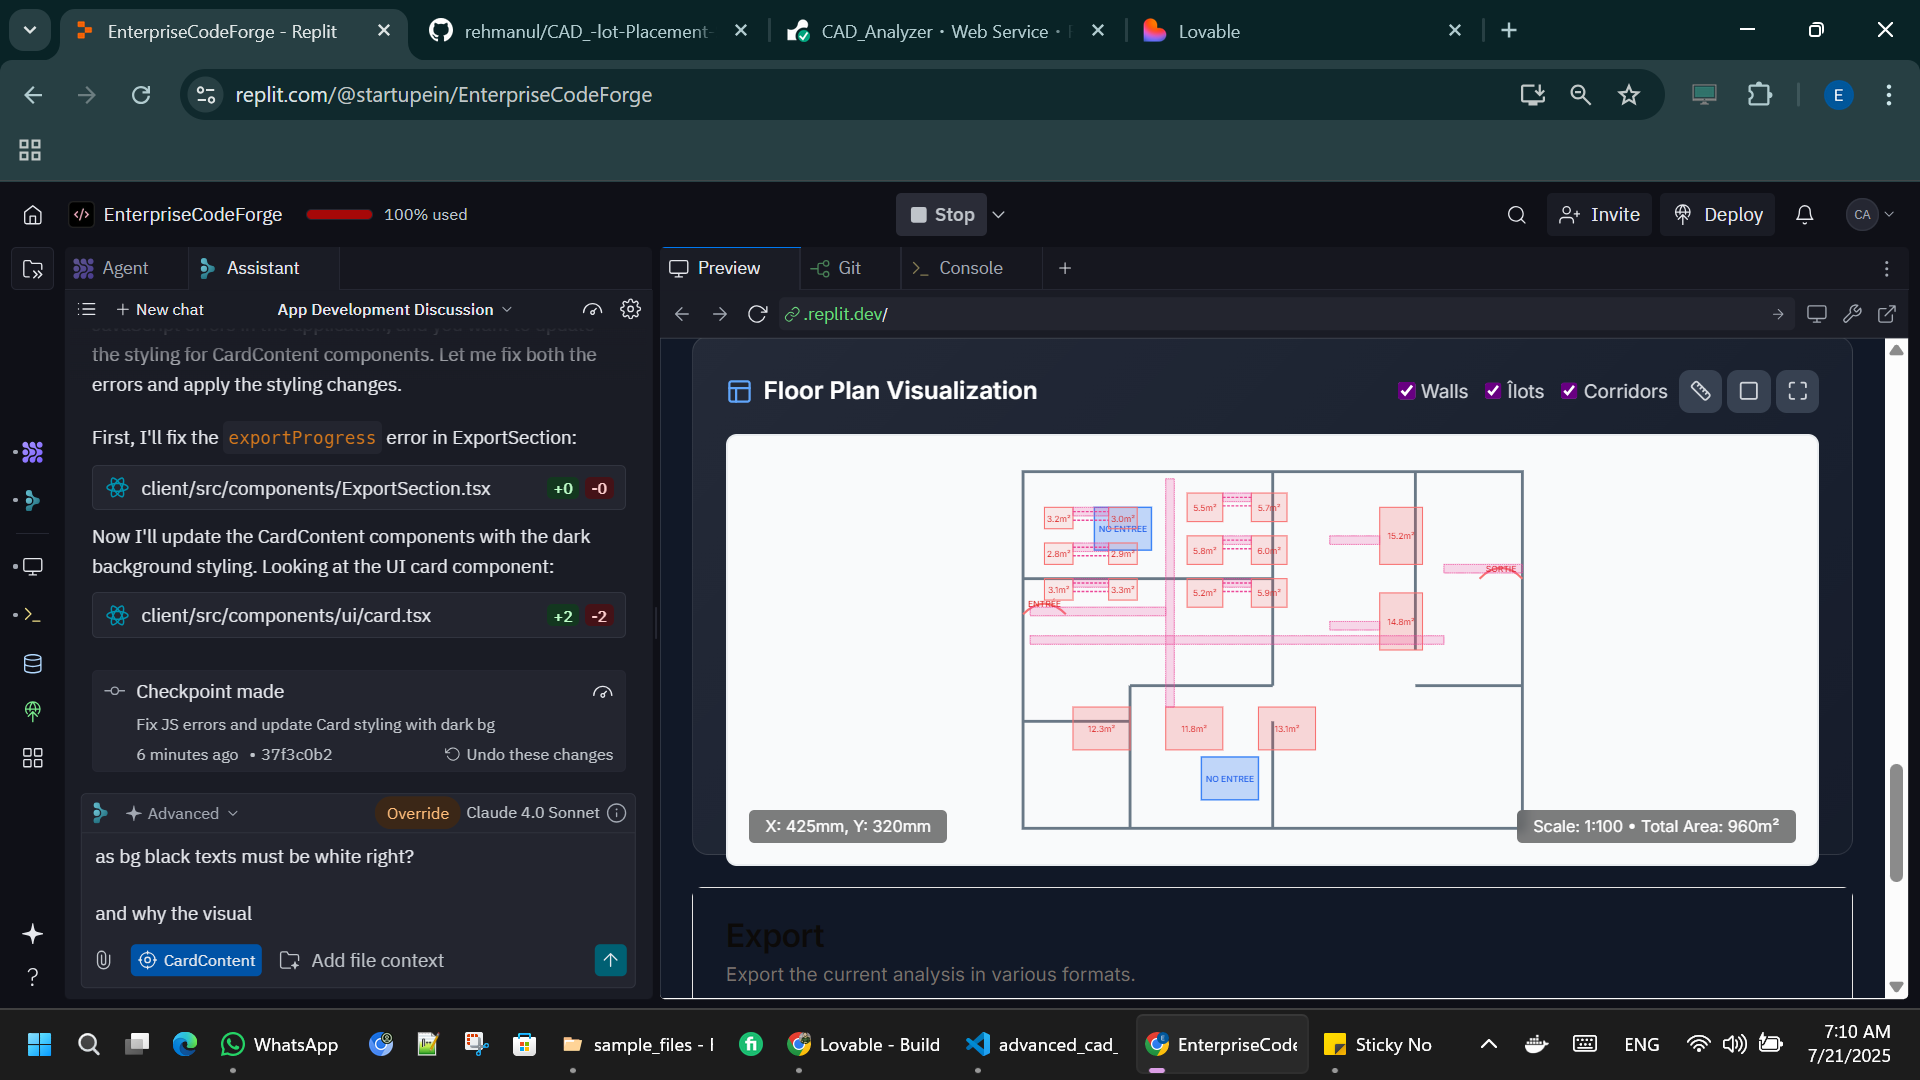 EnterpriseCodeForge - Replit
rehmanul/CAD_-lot-Placement-
CAD_Analyzer • Web Service •
Lovable
replit.com/@startupein/EnterpriseCodeForge
E
EnterpriseCodeForge
100% used
Stop
Invite
Deploy
CA
Agent
Assistant
Preview
Git
Console
New chat
App Development Discussion
.replit.dev/
the styling for CardContent components. Let me fix both the
errors and apply the styling changes.
First, I'll fix the exportProgress error in ExportSection:
client/src/components/ExportSection.tsx
+0 -0
Now I'll update the CardContent components with the dark
background styling. Looking at the UI card component:
client/src/components/ui/card.tsx
+2 -2
Checkpoint made
Fix JS errors and update Card styling with dark bg
6 minutes ago • 37f3c0b2
Undo these changes
Advanced
Override
Claude 4.0 Sonnet
as bg black texts must be white right?
and why the visual
CardContent
Add file context
Floor Plan Visualization
Walls
Îlots
Corridors
3.2m²
3.0m²
NO ENTREE
5.5m²
5.7m²
15.2m²
2.8m²
2.9m²
5.8m²
6.0m²
SORTIE
3.1m²
3.3m²
5.2m²
5.9m²
ENTRÉE
14.8m²
12.3m²
11.8m²
13.1m²
NO ENTREE
X: 425mm, Y: 320mm
Scale: 1:100 • Total Area: 960m²
Export
Export the current analysis in various formats.
WhatsApp
sample_files - 
Lovable - Build
advanced_cad_
EnterpriseCode
Sticky No
ENG
7:10 AM
7/21/2025